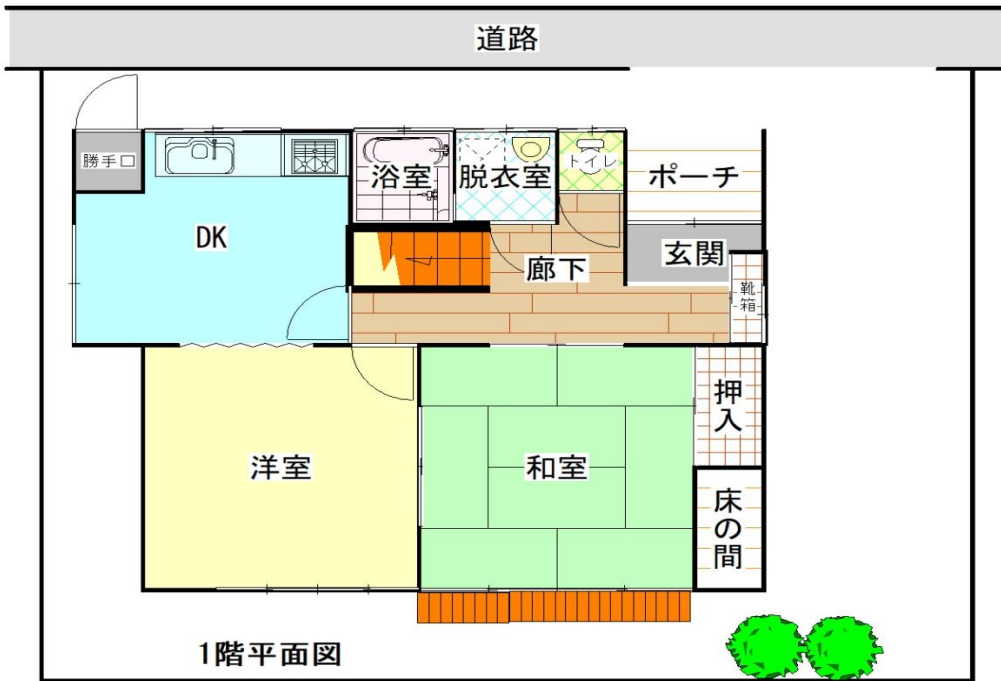 道路
勝手口
浴室
脱衣室
トイレ
ポーチ
DK
廊下
玄関
靴箱
押入
洋室
和室
床の間
1階平面図